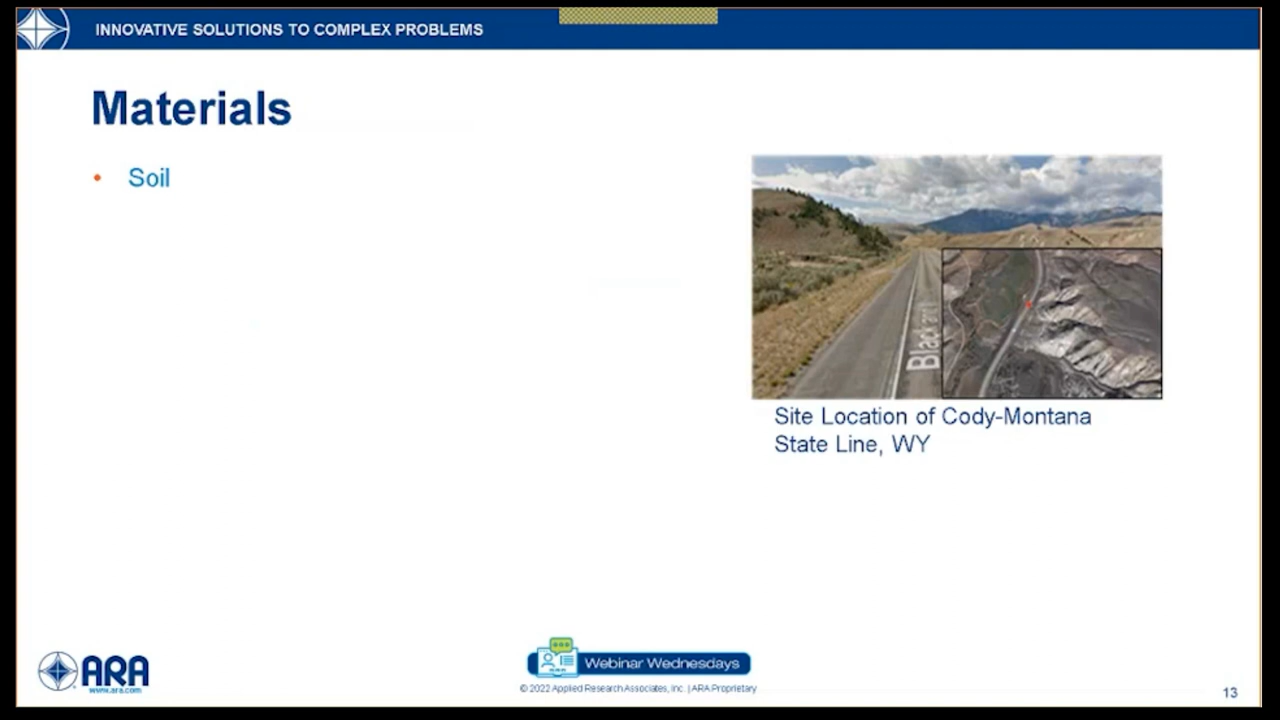 INNOVATIVE SOLUTIONS TO COMPLEX PROBLEMS
Materials
• Soil
Site Location of Cody-Montana
State Line, WY
ARA
www.ara.com
Webinar Wednesdays
© 2022 Applied Research Associates, Inc. | ARA Proprietary
13